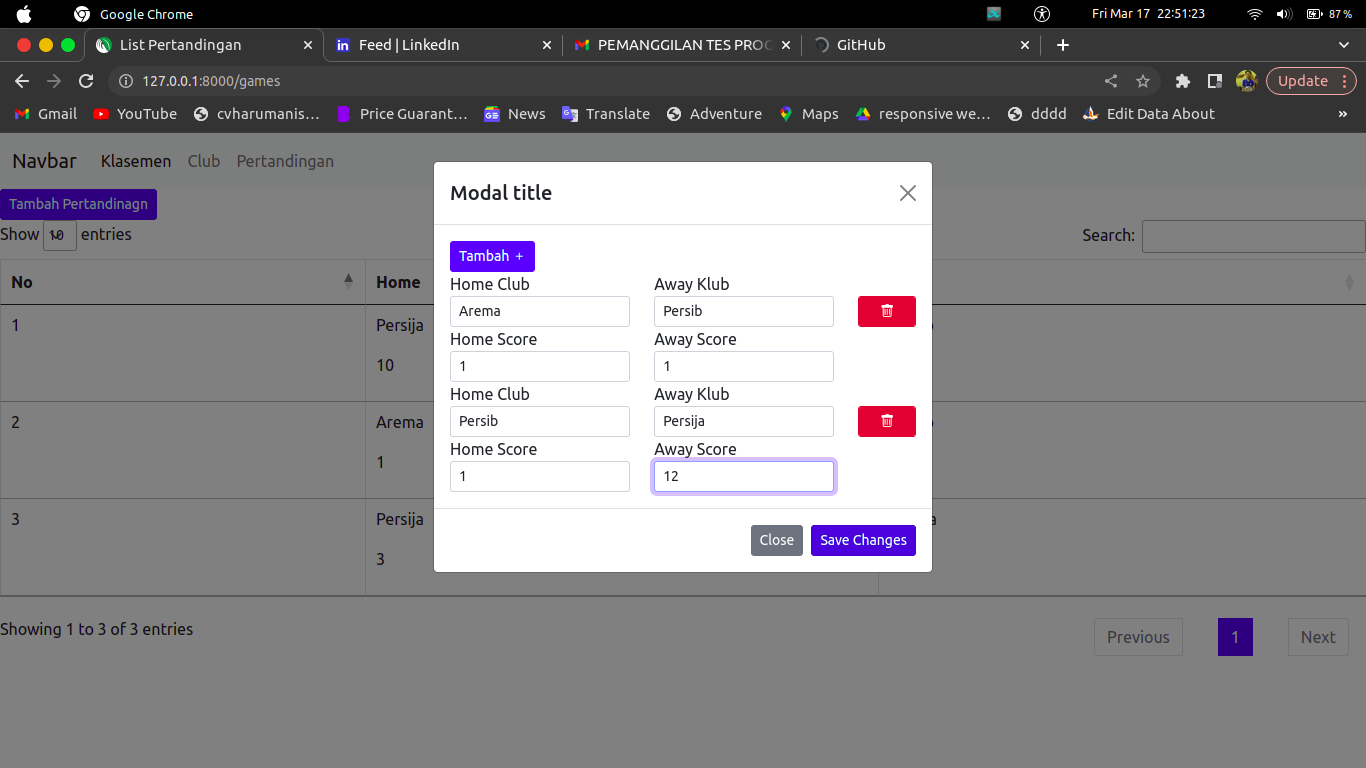 Google Chrome
Fri Mar 17 22:51:23
87 %
List Pertandingan
Feed | LinkedIn
PEMANGGILAN TES PROG
GitHub
127.0.0.1:8000/games
Update
Gmail
YouTube
cvharumanis...
Price Guarant...
News
Translate
Adventure
Maps
responsive we...
dddd
Edit Data About
»
Navbar
Klasemen
Club
Pertandingan
Tambah Pertandinagn
Show 10 entries
Search:
No
Home
1
Persija
10
2
Arema
1
3
Persija
3
Showing 1 to 3 of 3 entries
Previous
1
Next
Modal title
Tambah +
Home Club
Away Klub
Arema
Persib
Home Score
Away Score
1
1
Home Club
Away Klub
Persib
Persija
Home Score
Away Score
1
12
Close
Save Changes